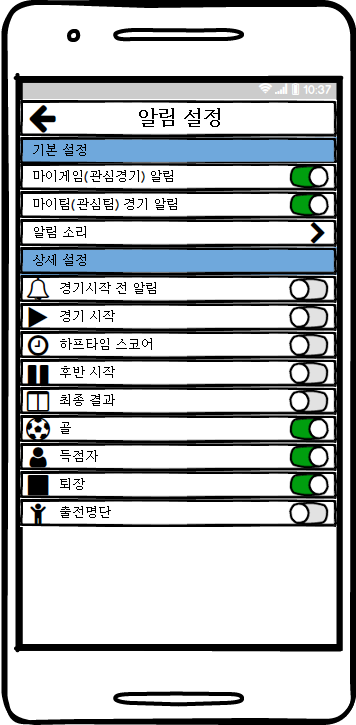 10:37
알림 설정
기본 설정
마이게임(관심경기) 알림
마이팀(관심팀) 경기 알림
알림 소리
상세 설정
경기시작 전 알림
경기 시작
하프타임 스코어
후반 시작
최종 결과
골
득점자
퇴장
출전명단